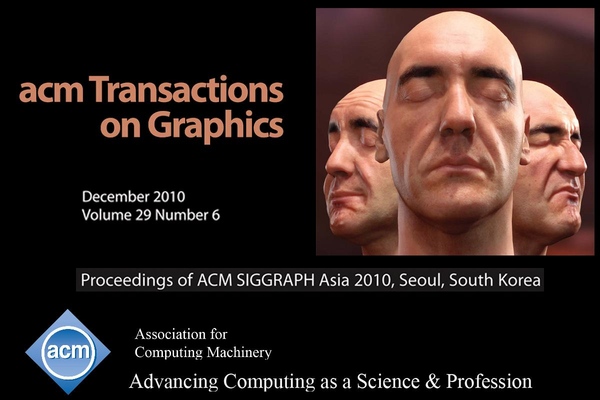 acm Transactions
on Graphics
December 2010
Volume 29 Number 6
Proceedings of ACM SIGGRAPH Asia 2010, Seoul, South Korea
acm
Association for
Computing Machinery
Advancing Computing as a Science & Profession